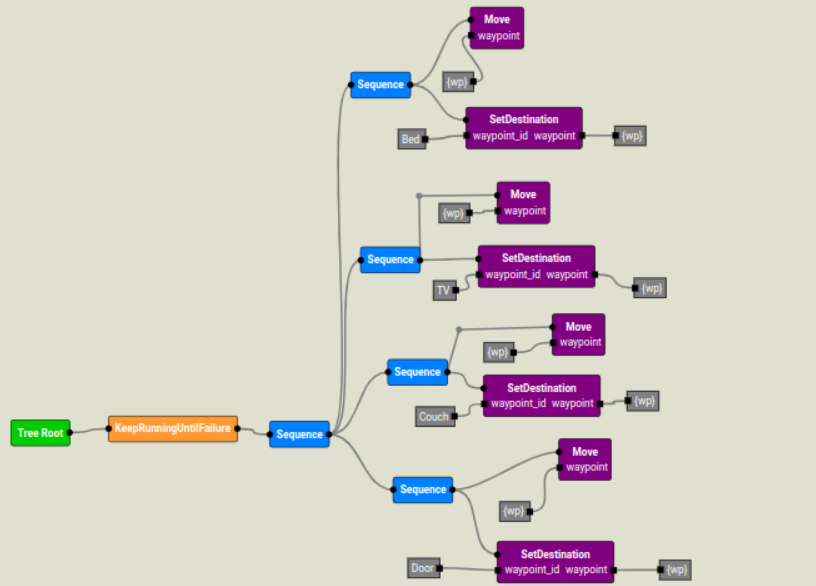 Move
waypoint
{wp}
Sequence
SetDestination
Bed
waypoint_id waypoint
{wp}
Move
{wp}
waypoint
Sequence
SetDestination
waypoint_id waypoint
TV
{wp}
Move
waypoint
{wp}
Sequence
SetDestination
waypoint_id waypoint
{wp}
Couch
Tree Root
KeepRunningUntilFailure
Sequence
Move
waypoint
Sequence
{wp}
SetDestination
Door
waypoint_id waypoint
{wp}